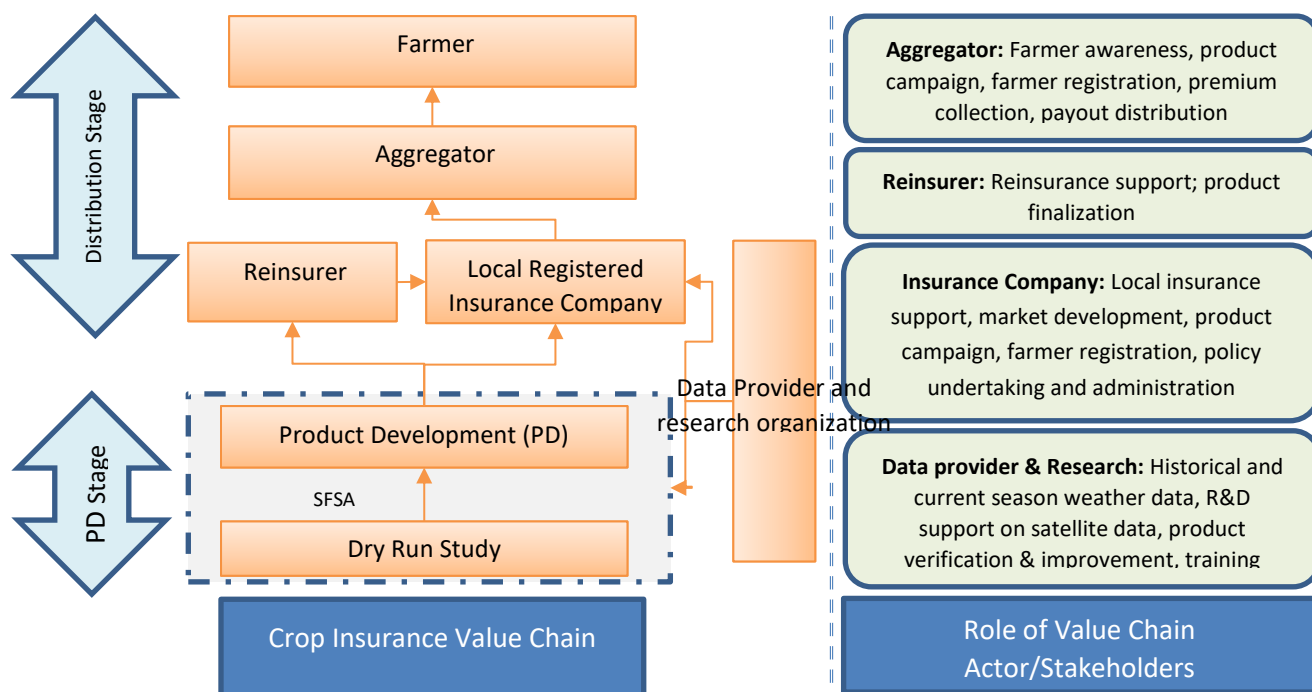 Distribution Stage
PD Stage
Farmer
Aggregator
Reinsurer
Local Registered
Insurance Company
Data Provider and
research organization
Product Development (PD)
SFSA
Dry Run Study
Crop Insurance Value Chain
Aggregator: Farmer awareness, product
campaign, farmer registration, premium
collection, payout distribution
Reinsurer: Reinsurance support; product
finalization
Insurance Company: Local insurance
support, market development, product
campaign, farmer registration, policy
undertaking and administration
Data provider & Research: Historical and
current season weather data, R&D
support on satellite data, product
verification & improvement, training
Role of Value Chain
Actor/Stakeholders